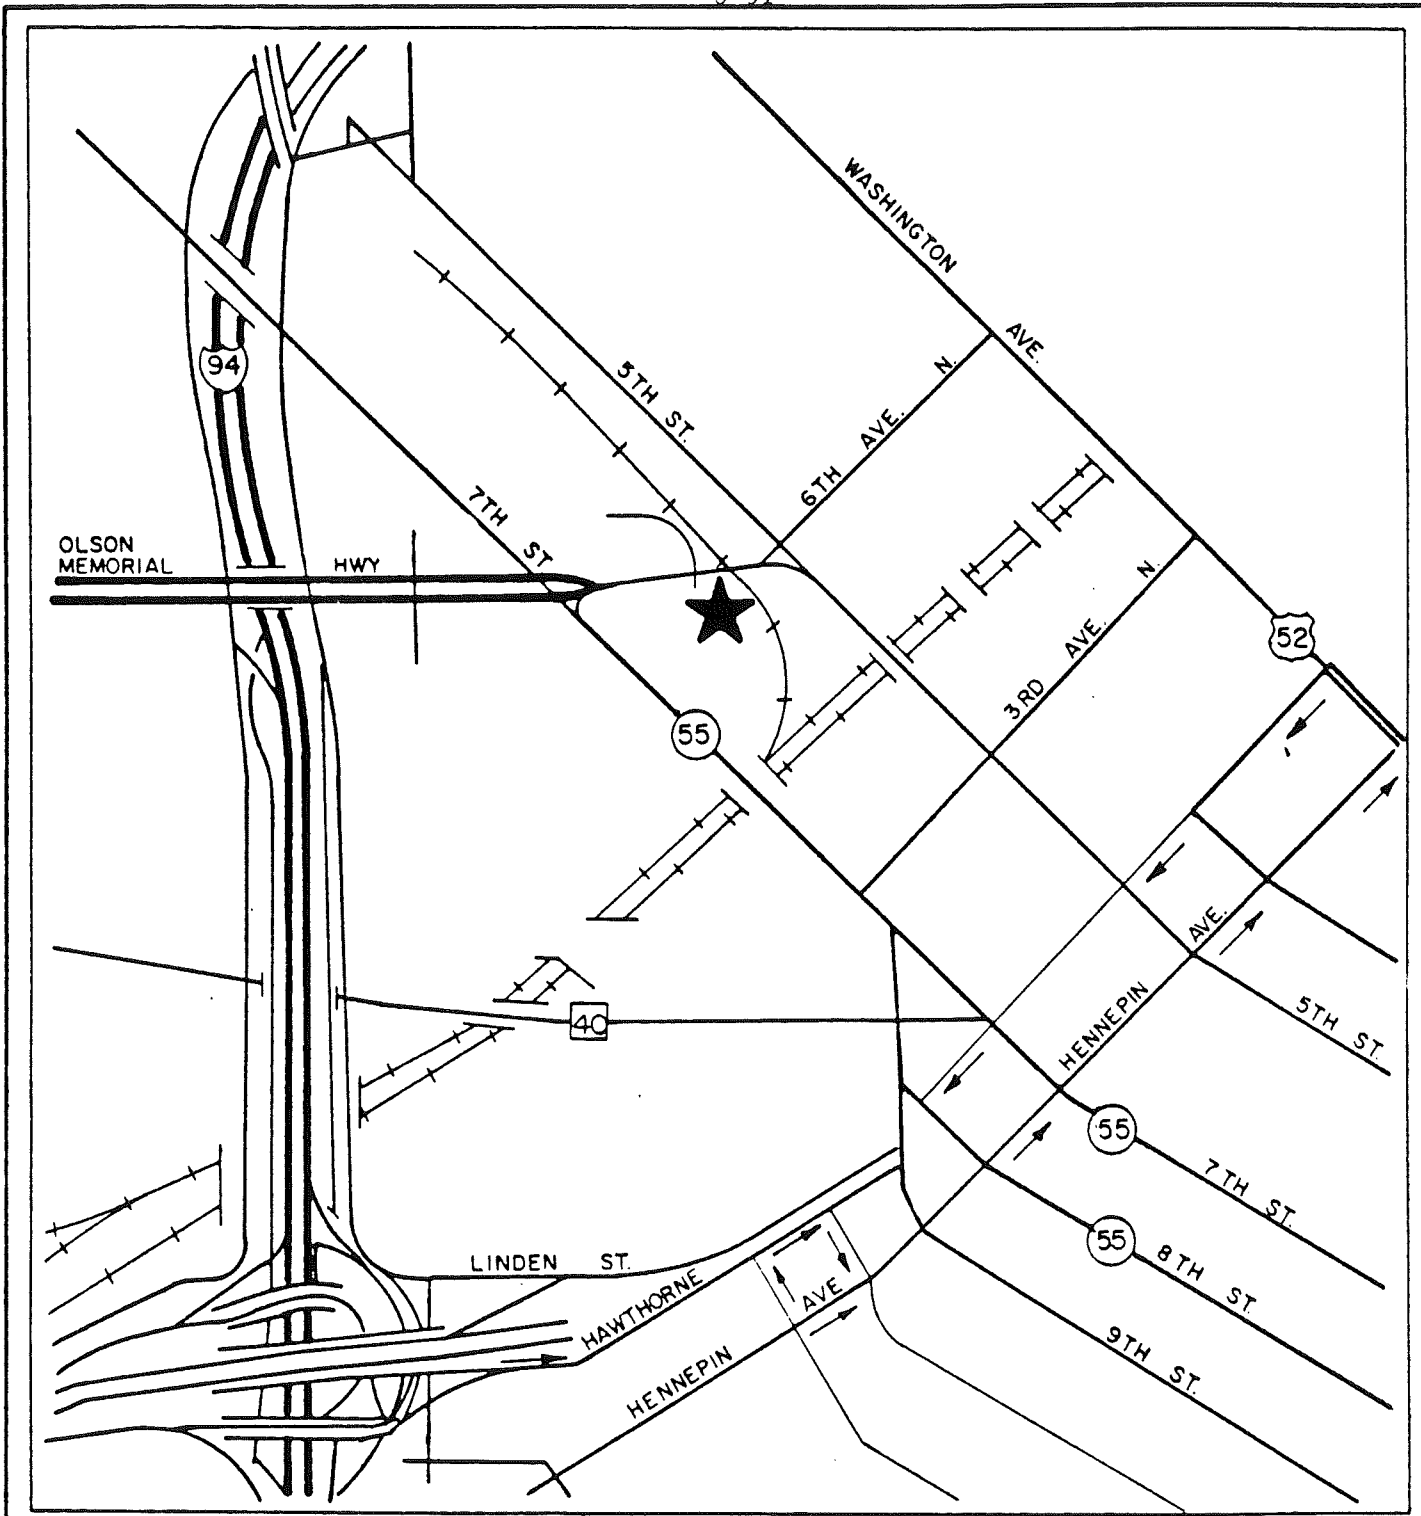 WASHINGTON AVE.
94
5TH ST.
6TH AVE. N.
7TH ST
OLSON
MEMORIAL HWY
3RD AVE. N.
52
55
HENNEPIN AVE.
40
5TH ST.
55
7TH ST.
55
8TH ST.
LINDEN ST.
HAWTHORNE AVE
HENNEPIN
9TH ST.